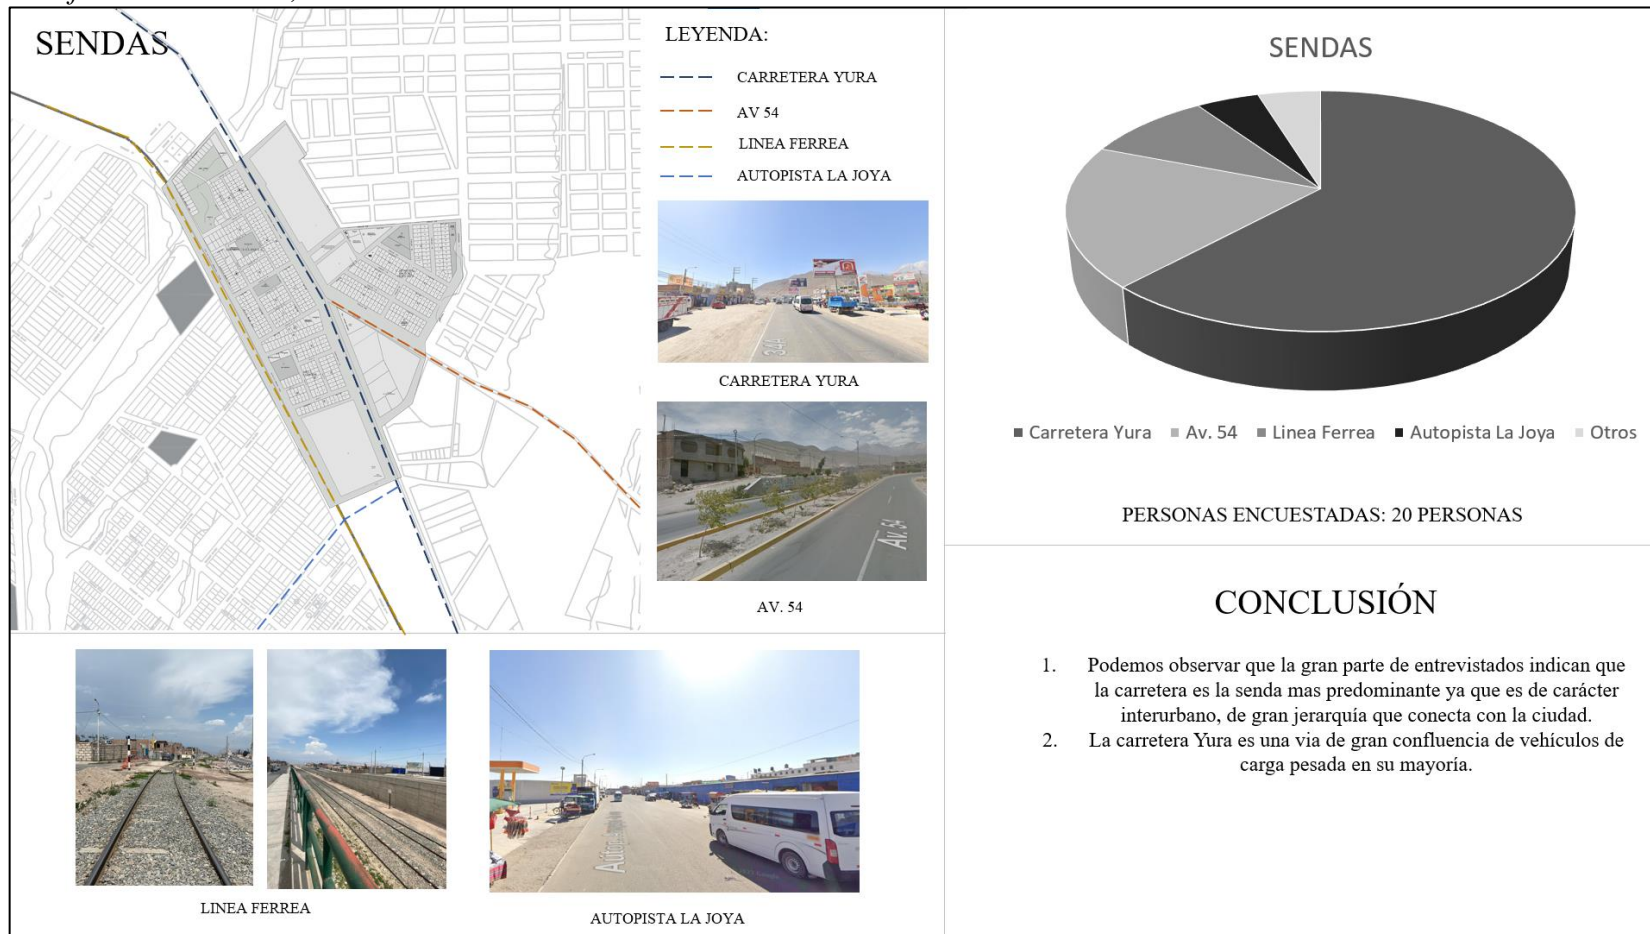 SENDAS
LEYENDA:
CARRETERA YURA
AV 54
LINEA FERREA
AUTOPISTA LA JOYA
34A
CARRETERA YURA
Av. 54
AV. 54
LINEA FERREA
AUTOPISTA LA JOYA
SENDAS
Carretera Yura
Av. 54
Linea Ferrea
Autopista La Joya
Otros
PERSONAS ENCUESTADAS: 20 PERSONAS
CONCLUSIÓN
1. Podemos observar que la gran parte de entrevistados indican que
la carretera es la senda mas predominante ya que es de carácter
interurbano, de gran jerarquía que conecta con la ciudad.
2. La carretera Yura es una via de gran confluencia de vehículos de
carga pesada en su mayoría.